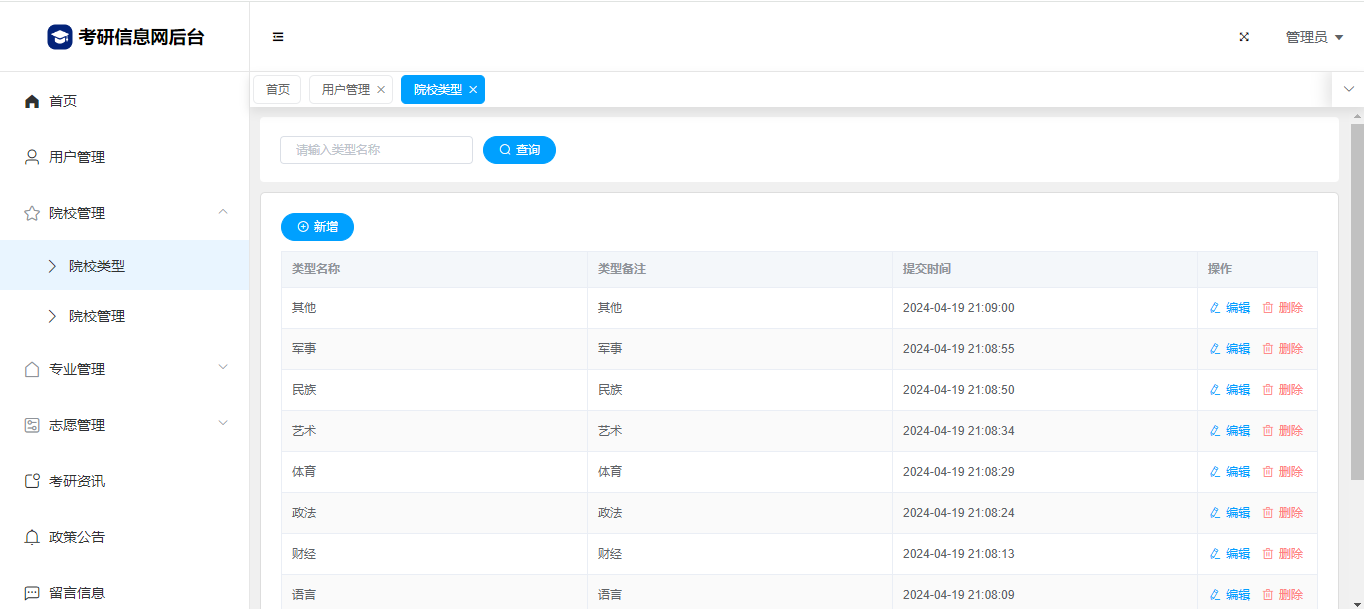 考研信息网后台
管理员
首页
用户管理
院校管理
院校类型
院校管理
专业管理
志愿管理
考研资讯
政策公告
留言信息
首页 用户管理 院校类型
请输入类型名称 查询
新增
类型名称 类型备注 提交时间 操作
其他 其他 2024-04-19 21:09:00 编辑 删除
军事 军事 2024-04-19 21:08:55 编辑 删除
民族 民族 2024-04-19 21:08:50 编辑 删除
艺术 艺术 2024-04-19 21:08:34 编辑 删除
体育 体育 2024-04-19 21:08:29 编辑 删除
政法 政法 2024-04-19 21:08:24 编辑 删除
财经 财经 2024-04-19 21:08:13 编辑 删除
语言 语言 2024-04-19 21:08:09 编辑 删除